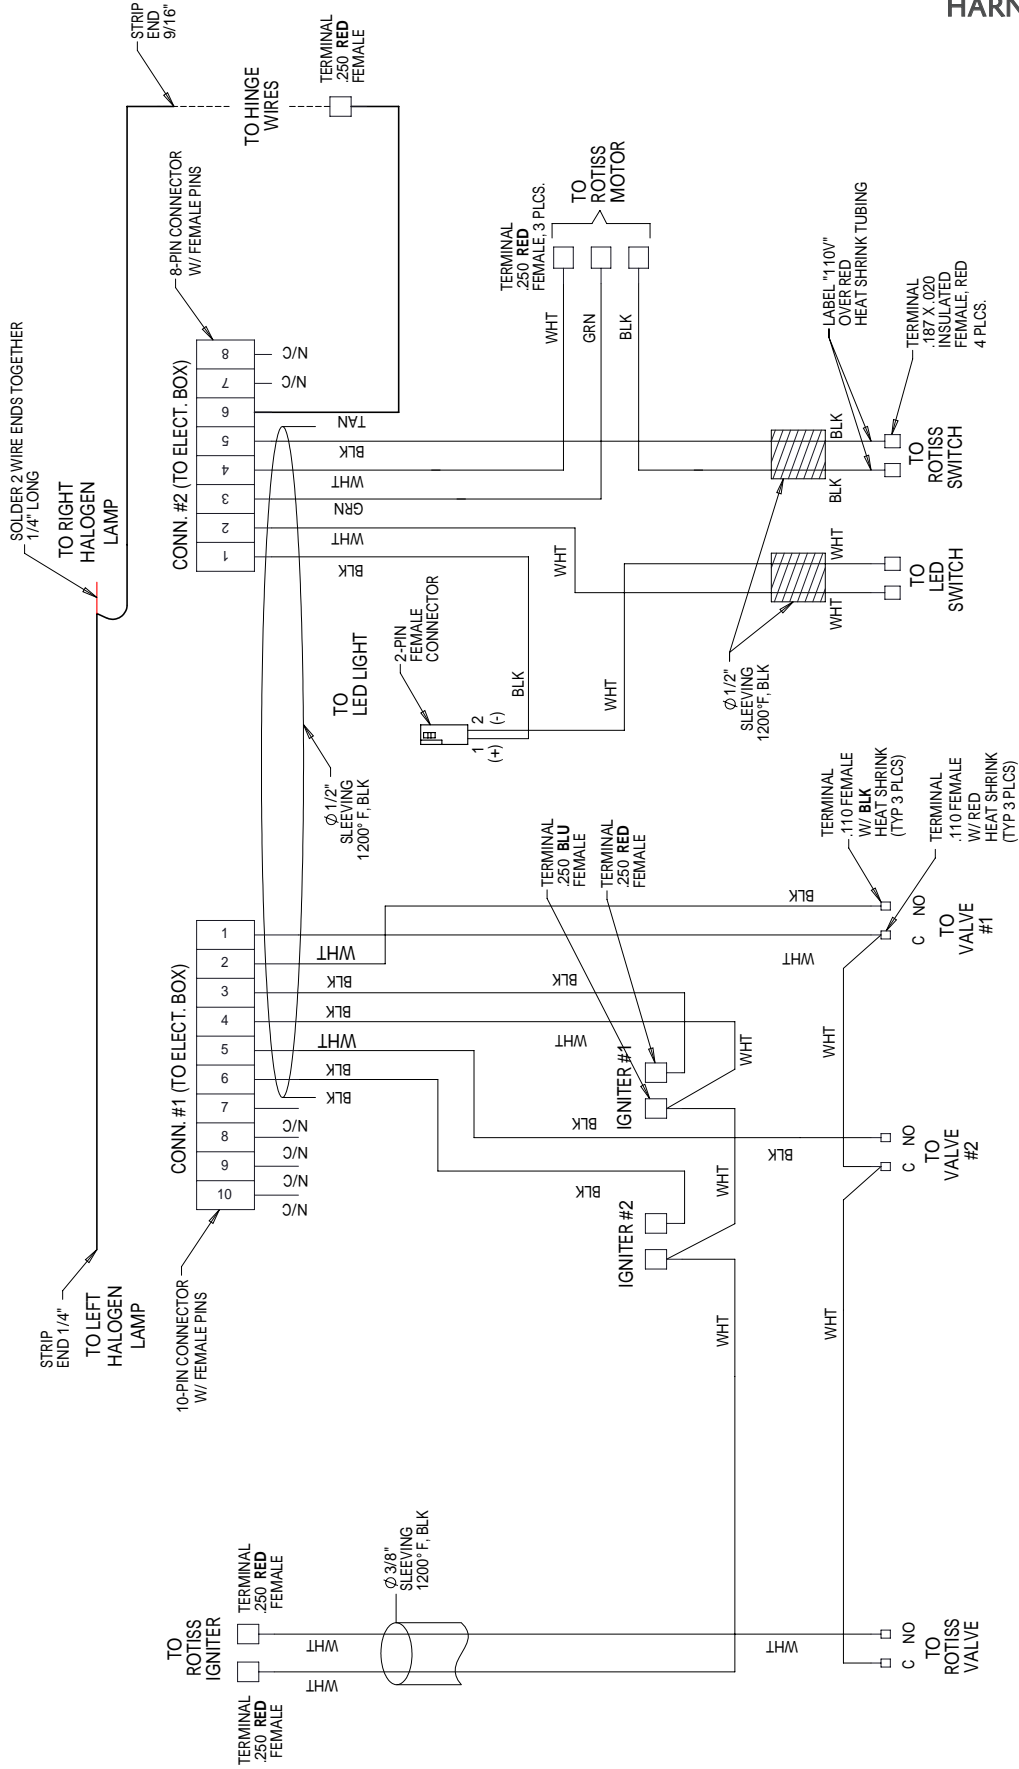 HARN
STRIP
END
9/16"
TERMINAL
.250 RED
FEMALE
TO HINGE
WIRES
8-PIN CONNECTOR
W/ FEMALE PINS
SOLDER 2 WIRE ENDS TOGETHER
1/4" LONG
TO RIGHT
HALOGEN
LAMP
CONN. #2 (TO ELECT. BOX)
8
7
6
5
4
3
2
1
N/C
N/C
TAN
BLK
WHT
GRN
WHT
BLK
TERMINAL
.250 RED
FEMALE, 3 PLCS.
TO
ROTISS
MOTOR
WHT
GRN
BLK
LABEL "110V"
OVER RED
HEAT SHRINK TUBING
TERMINAL
.187 X .020
INSULATED
FEMALE, RED
4 PLCS.
BLK
BLK
TO
ROTISS
SWITCH
WHT
WHT
WHT
TO
LED
SWITCH
Ø 1/2"
SLEEVING
1200°F, BLK
TO
LED LIGHT
2-PIN
FEMALE
CONNECTOR
1
(+)
2
(-)
BLK
WHT
Ø 1/2"
SLEEVING
1200° F, BLK
STRIP
END 1/4"
TO LEFT
HALOGEN
LAMP
10-PIN CONNECTOR
W/ FEMALE PINS
CONN. #1 (TO ELECT. BOX)
1
2
3
4
5
6
7
8
9
10
WHT
BLK
BLK
WHT
BLK
BLK
N/C
N/C
N/C
N/C
TERMINAL
.250 BLU
FEMALE
TERMINAL
.250 RED
FEMALE
BLK
WHT
IGNITER #1
WHT
BLK
BLK
IGNITER #2
WHT
WHT
TERMINAL
.110 FEMALE
W/ BLK
HEAT SHRINK
(TYP 3 PLCS)
TERMINAL
.110 FEMALE
W/ RED
HEAT SHRINK
(TYP 3 PLCS)
BLK
WHT
C NO
TO
VALVE
#1
WHT
BLK
C NO
TO
VALVE
#2
WHT
TO
ROTISS
IGNITER
TERMINAL
.250 RED
FEMALE
TERMINAL
.250 RED
FEMALE
WHT
WHT
Ø 3/8"
SLEEVING
1200° F, BLK
WHT
C NO
TO
ROTISS
VALVE